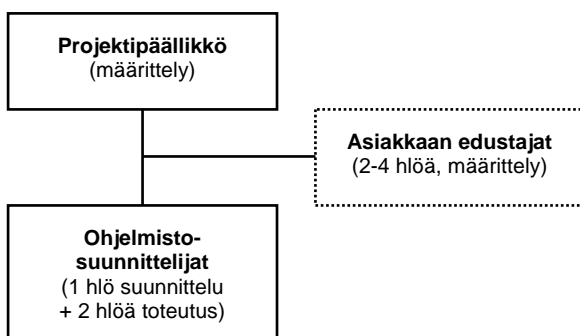 Projektipäällikkö
(määrittely)
Asiakkaan edustajat
(2-4 hlöä, määrittely)
Ohjelmisto-
suunnittelijat
(1 hlö suunnittelu
+ 2 hlöä toteutus)